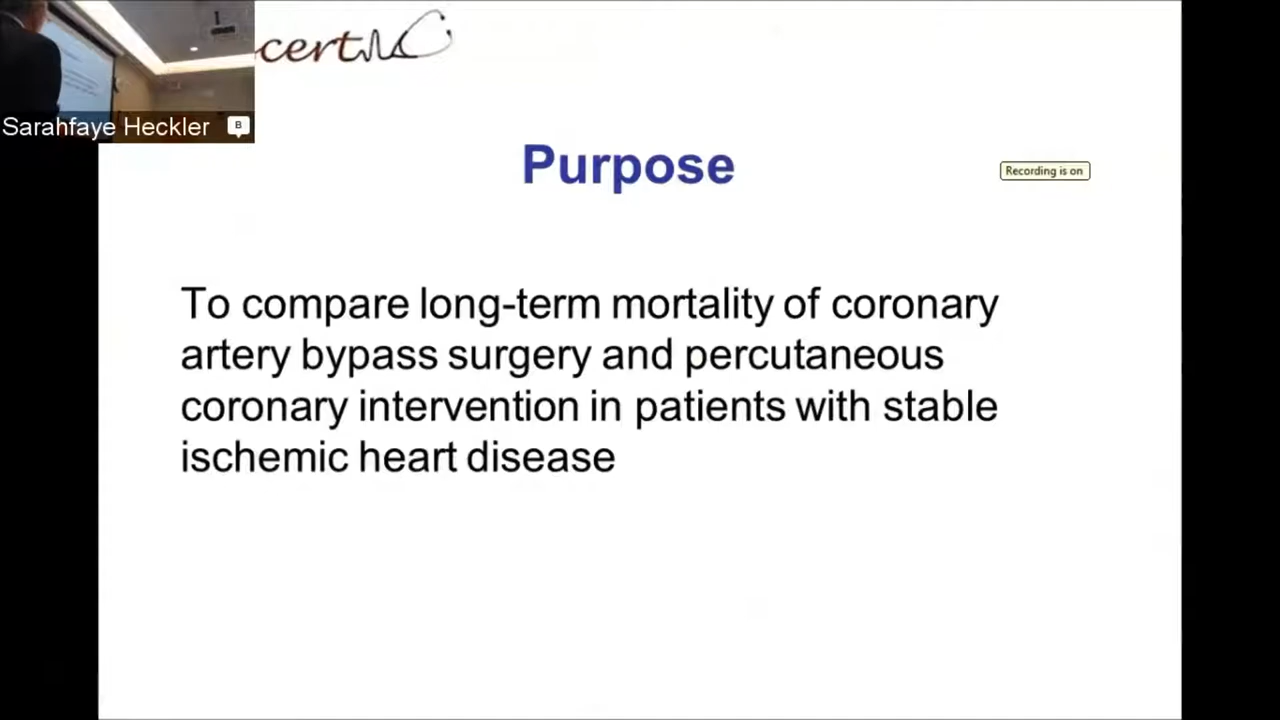 cert
Sarahfaye Heckler
B
Purpose
Recording is on
To compare long-term mortality of coronary
artery bypass surgery and percutaneous
coronary intervention in patients with stable
ischemic heart disease